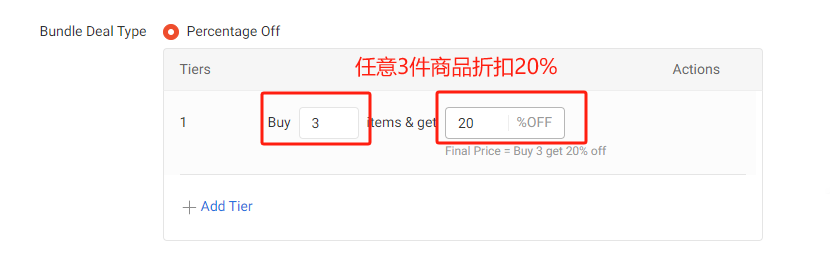 Bundle Deal Type Percentage Off
任意3件商品折扣20%
Tiers Actions
1 Buy 3 items & get 20 %OFF
Final Price = Buy 3 get 20% off
+ Add Tier